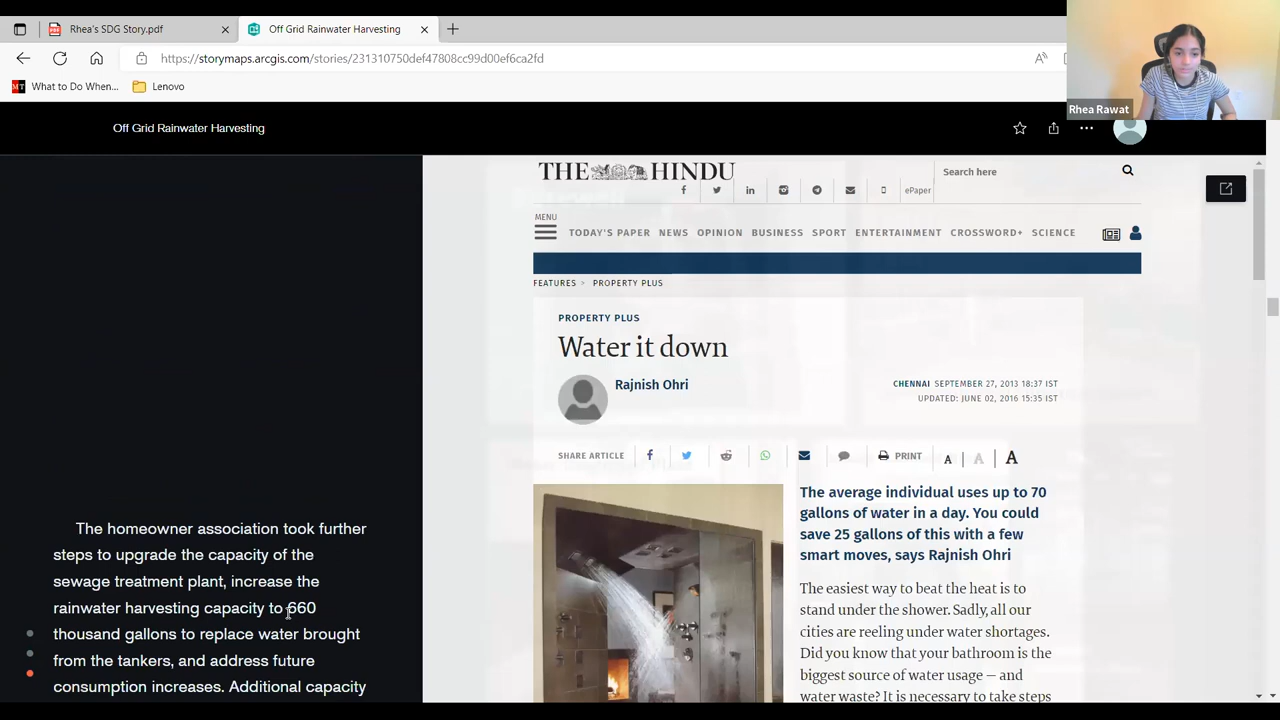 Rhea's SDG Story.pdf
Off Grid Rainwater Harvesting
https://storymaps.arcgis.com/stories/231310750def47808cc99d00ef6ca2fd
What to Do When...
Lenovo
Rhea Rawat
Off Grid Rainwater Harvesting
The homeowner association took further
steps to upgrade the capacity of the
sewage treatment plant, increase the
rainwater harvesting capacity to 660
thousand gallons to replace water brought
from the tankers, and address future
consumption increases. Additional capacity
THE HINDU
Search here
ePaper
MENU
TODAY'S PAPER NEWS OPINION BUSINESS SPORT ENTERTAINMENT CROSSWORD+ SCIENCE
FEATURES > PROPERTY PLUS
PROPERTY PLUS
Water it down
Rajnish Ohri
CHENNAI SEPTEMBER 27, 2013 18:37 IST
UPDATED: JUNE 02, 2016 15:35 IST
SHARE ARTICLE
PRINT A A A
The average individual uses up to 70
gallons of water in a day. You could
save 25 gallons of this with a few
smart moves, says Rajnish Ohri
The easiest way to beat the heat is to
stand under the shower. Sadly, all our
cities are reeling under water shortages.
Did you know that your bathroom is the
biggest source of water usage — and
water waste? It is necessary to take steps